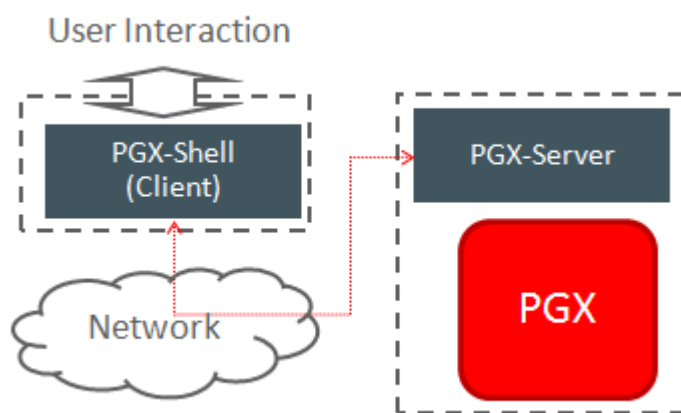 User Interaction
PGX-Shell
(Client)
PGX-Server
PGX
Network